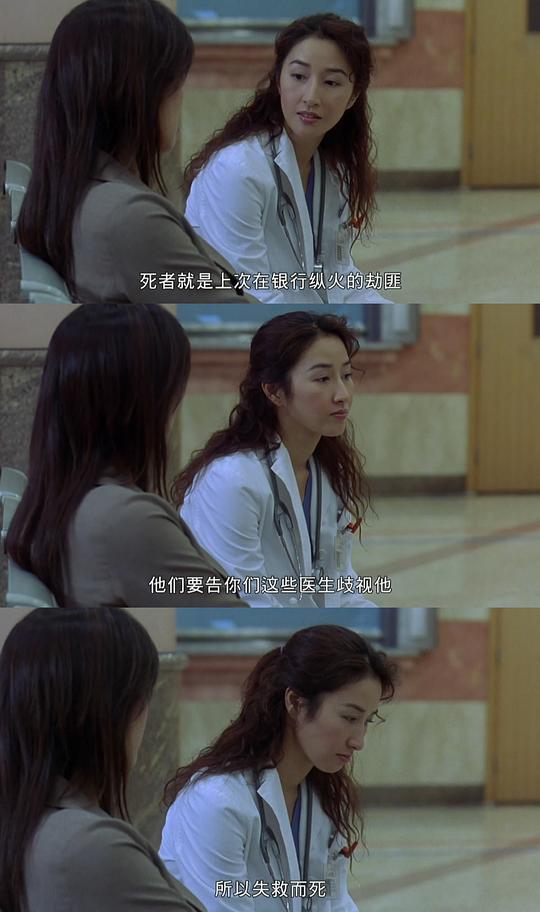 死者就是上次在银行纵火的劫匪
他们要告你们这些医生歧视他
所以失救而死